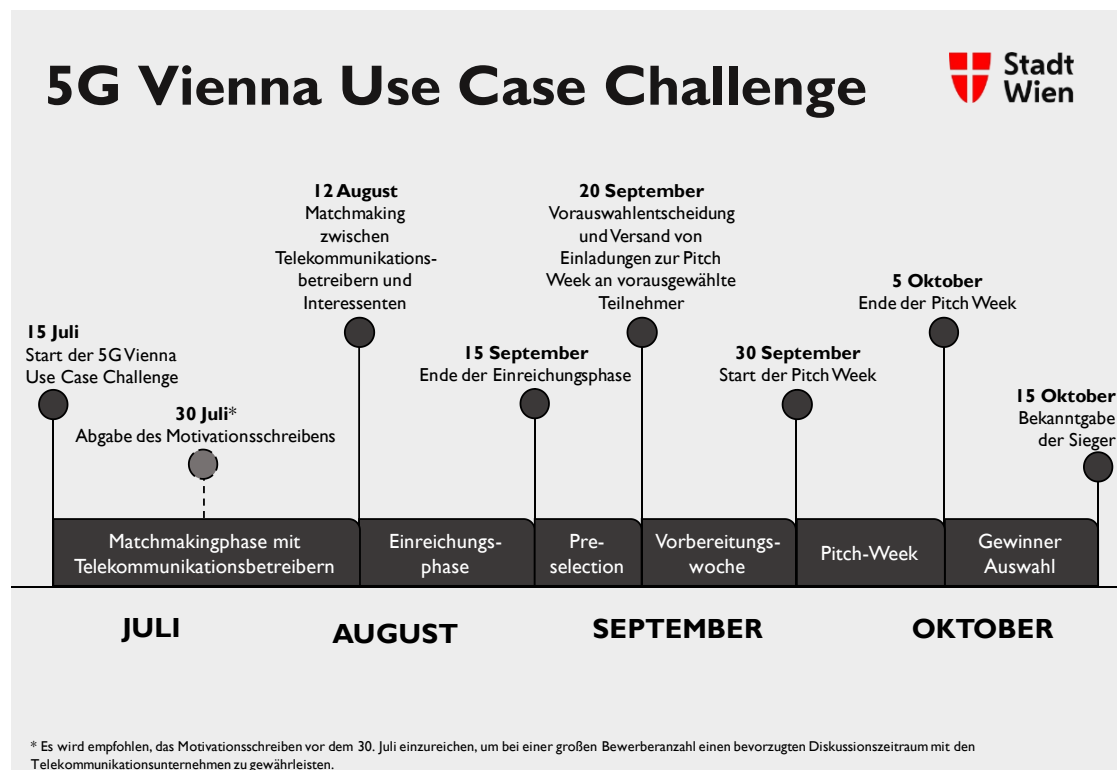 5G Vienna Use Case Challenge
Stadt
Wien
15 Juli
Start der 5G Vienna
Use Case Challenge
30 Juli*
Abgabe des Motivationsschreibens
12 August
Matchmaking
zwischen
Telekommunikations-
betreibern und
Interessenten
15 September
Ende der Einreichungsphase
20 September
Vorauswahlentscheidung
und Versand von
Einladungen zur Pitch
Week an vorausgewählte
Teilnehmer
30 September
Start der Pitch Week
5 Oktober
Ende der Pitch Week
15 Oktober
Bekanntgabe
der Sieger
Matchmakingphase mit
Telekommunikationsbetreibern
Einreichungs-
phase
Pre-
selection
Vorbereitungs-
woche
Pitch-Week
Gewinner
Auswahl
JULI
AUGUST
SEPTEMBER
OKTOBER
* Es wird empfohlen, das Motivationsschreiben vor dem 30. Juli einzureichen, um bei einer großen Bewerberanzahl einen bevorzugten Diskussionszeitraum mit den
Telekommunikationsunternehmen zu gewährleisten.